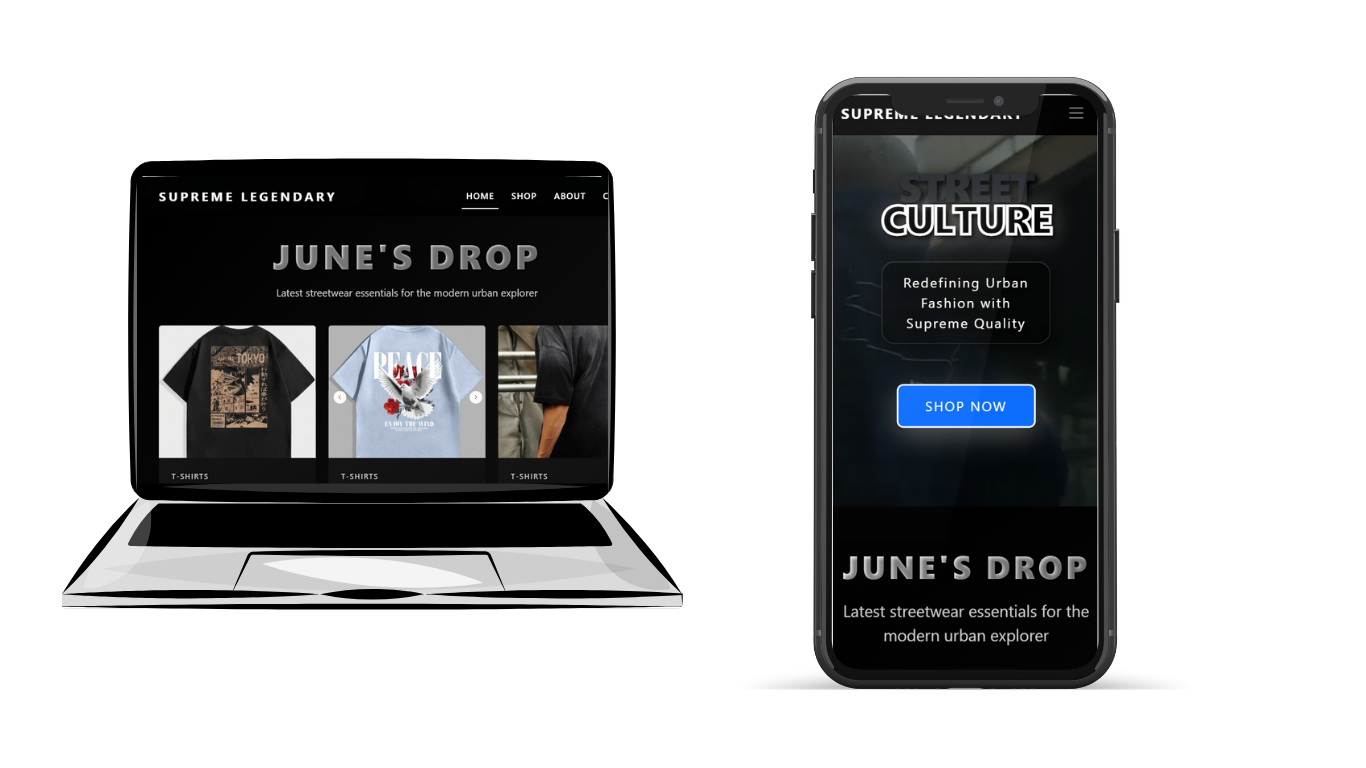 SUPREME LEGENDARY
HOME SHOP ABOUT C
JUNE'S DROP
Latest streetwear essentials for the modern urban explorer
TOKYO
PEACE
ENJOY THE WIND
T-SHIRTS
T-SHIRTS
T-SHIRTS
SUPREME LEGENDARY
STREET
CULTURE
Redefining Urban
Fashion with
Supreme Quality
SHOP NOW
JUNE'S DROP
Latest streetwear essentials for the
modern urban explorer